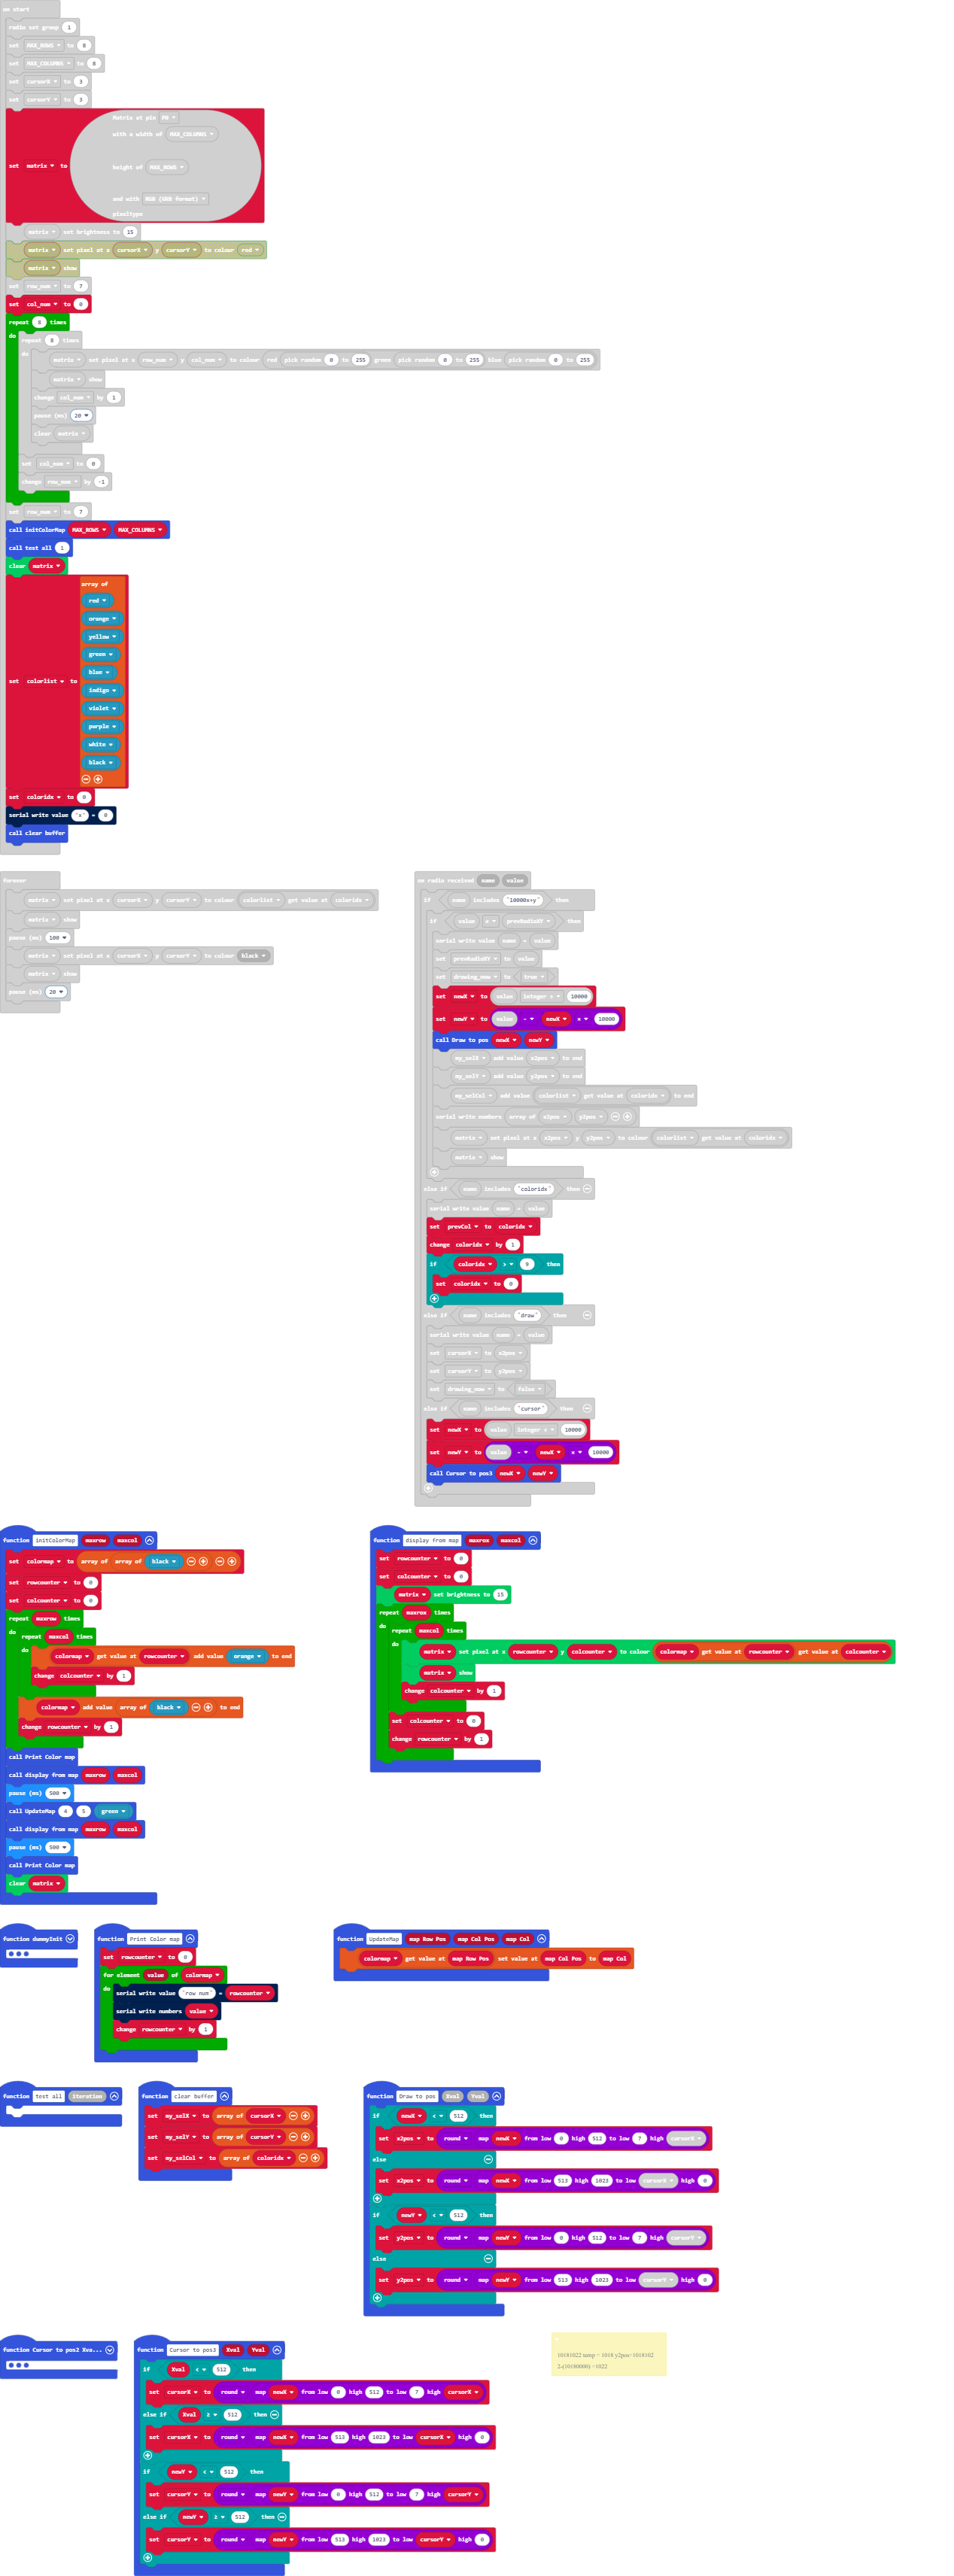 on start
radio set group 1
set MAX_ROWS to 8
set MAX_COLUMNS to 8
set cursorX to 3
set cursorY to 3
Matrix at pin P0
with a width of MAX_COLUMNS
set matrix to height of MAX_ROWS
and with RGB (GRB format)
pixeltype
matrix set brightness to 15
matrix set pixel at x cursorX y cursorY to colour red
matrix show
set row_num to 7
set col_num to 0
repeat 8 times
do repeat 8 times
do matrix set pixel at x row_num y col_num to colour red pick random 0 to 255 green pick random 0 to 255 blue pick random 0 to 255
matrix show
change col_num by 1
pause (ms) 20
clear matrix
set col_num to 0
change row_num by -1
set row_num to 7
call initColorMap MAX_ROWS MAX_COLUMNS
call test all 1
clear matrix
set colorlist to array of
red
orange
yellow
green
blue
indigo
violet
purple
white
black
set coloridx to 0
serial write value "x" = 0
call clear buffer
forever
matrix set pixel at x cursorX y cursorY to colour colorlist get value at coloridx
matrix show
pause (ms) 100
matrix set pixel at x cursorX y cursorY to colour black
matrix show
pause (ms) 20
on radio received name value
if name includes "10000x+y" then
if value ≠ prevRadioXY then
serial write value name = value
set prevRadioXY to value
set drawing_now to true
set newX to value integer ÷ 10000
set newY to value - newX × 10000
call Draw to pos newX newY
my_selX add value x2pos to end
my_selY add value y2pos to end
my_selCol add value colorlist get value at coloridx to end
serial write numbers array of x2pos y2pos
matrix set pixel at x x2pos y y2pos to colour colorlist get value at coloridx
matrix show
else if name includes "coloridx" then
serial write value name = value
set prevCol to coloridx
change coloridx by 1
if coloridx > 9 then
set coloridx to 0
else if name includes "draw" then
serial write value name = value
set cursorX to x2pos
set cursorY to y2pos
set drawing_now to false
else if name includes "cursor" then
set newX to value integer ÷ 10000
set newY to value - newX × 10000
call Cursor to pos3 newX newY
function initColorMap maxrow maxcol
set colormap to array of array of black
set rowcounter to 0
set colcounter to 0
repeat maxrow times
do repeat maxcol times
do colormap get value at rowcounter add value orange to end
change colcounter by 1
colormap add value array of black to end
change rowcounter by 1
call Print Color map
call display from map maxrow maxcol
pause (ms) 500
call UpdateMap 4 5 green
call display from map maxrow maxcol
pause (ms) 500
call Print Color map
clear matrix
function display from map maxrox maxcol
set rowcounter to 0
set colcounter to 0
matrix set brightness to 15
repeat maxrox times
do repeat maxcol times
do matrix set pixel at x rowcounter y colcounter to colour colormap get value at rowcounter get value at colcounter
matrix show
change colcounter by 1
set colcounter to 0
change rowcounter by 1
function dummyInit
function Print Color map
set rowcounter to 0
for element value of colormap
do serial write value "row num" = rowcounter
serial write numbers value
change rowcounter by 1
function UpdateMap map Row Pos map Col Pos map Col
colormap get value at map Row Pos set value at map Col Pos to map Col
function test all iteration
function clear buffer
set my_selX to array of cursorX
set my_selY to array of cursorY
set my_selCol to array of coloridx
function Draw to pos Xval Yval
if newX < 512 then
set x2pos to round map newX from low 0 high 512 to low 7 high cursorX
else
set x2pos to round map newX from low 513 high 1023 to low cursorX high 0
if newY < 512 then
set y2pos to round map newY from low 0 high 512 to low 7 high cursorY
else
set y2pos to round map newY from low 513 high 1023 to low cursorY high 0
function Cursor to pos2 Xva...
function Cursor to pos3 Xval Yval
if Xval < 512 then
set cursorX to round map newX from low 0 high 512 to low 7 high cursorX
else if Xval ≥ 512 then
set cursorX to round map newX from low 513 high 1023 to low cursorX high 0
if newY < 512 then
set cursorY to round map newY from low 0 high 512 to low 7 high cursorY
else if newY ≥ 512 then
set cursorY to round map newY from low 513 high 1023 to low cursorY high 0
10181022 temp = 1018 y2pos=1018102
2-(10180000) =1022